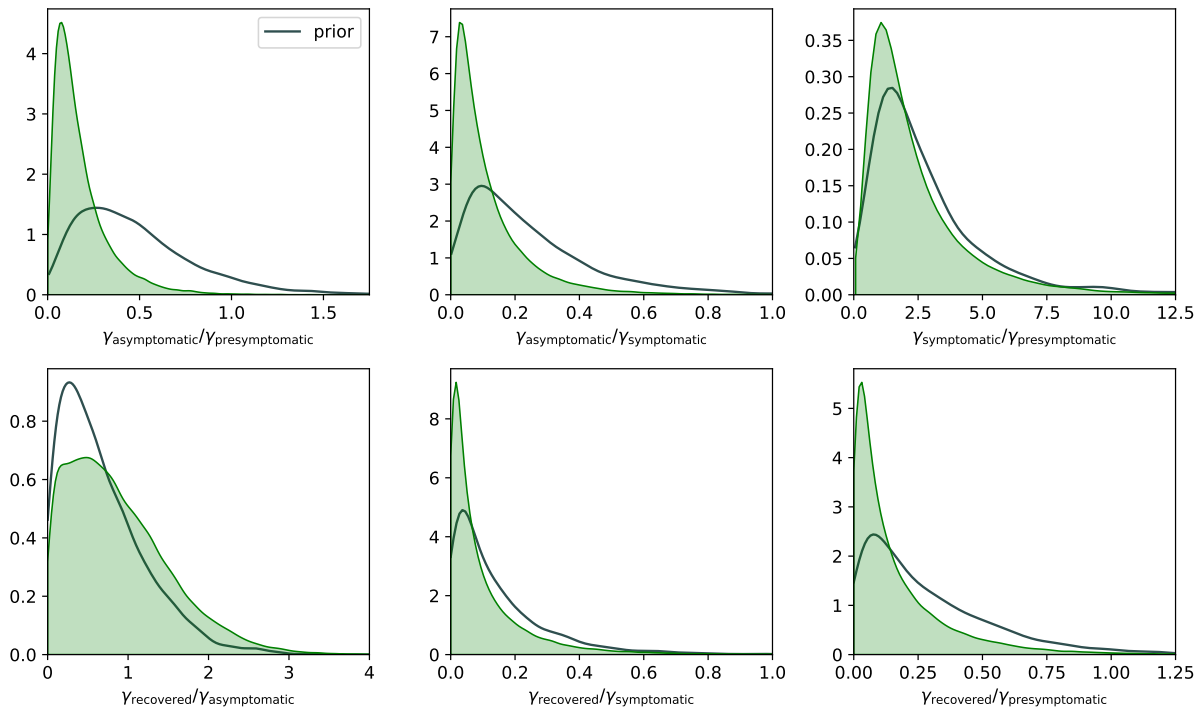 prior
4
3
2
1
0
0.0 0.5 1.0 1.5
γasymptomatic/γpresymptomatic
7
6
5
4
3
2
1
0
0.0 0.2 0.4 0.6 0.8 1.0
γasymptomatic/γsymptomatic
0.35
0.30
0.25
0.20
0.15
0.10
0.05
0.00
0.0 2.5 5.0 7.5 10.0 12.5
γsymptomatic/γpresymptomatic
0.8
0.6
0.4
0.2
0.0
0 1 2 3 4
γrecovered/γasymptomatic
8
6
4
2
0
0.0 0.2 0.4 0.6 0.8 1.0
γrecovered/γsymptomatic
5
4
3
2
1
0
0.00 0.25 0.50 0.75 1.00 1.25
γrecovered/γpresymptomatic